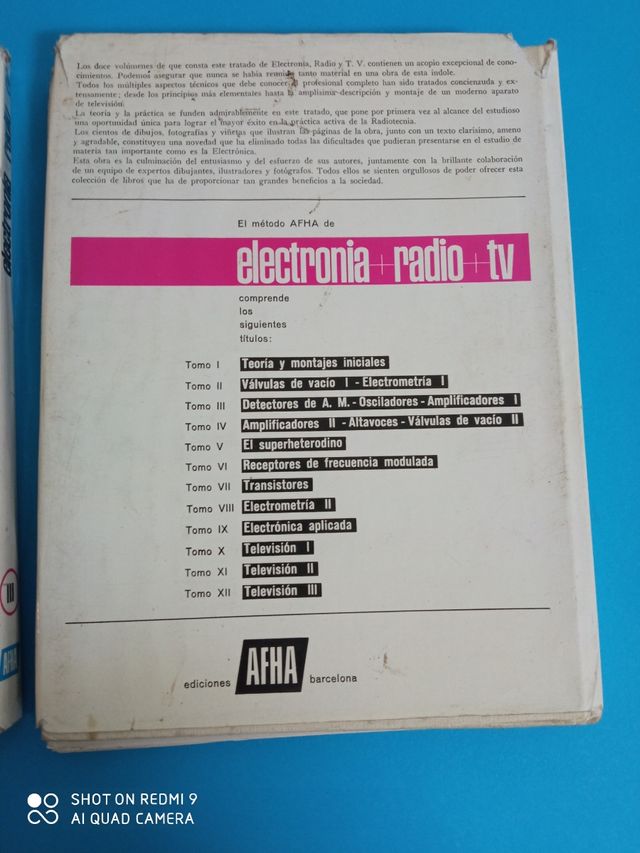 Los doce volúmenes de que consta este tratado de Electronia, Radio y T. V. contienen un acopio excepcional de cono-
cimientos. Podemos asegurar que nunca se había reunido tanto material en una obra de esta índole.
Todos los múltiples aspectos técnicos que debe conocer el profesional completo han sido tratados concienzuda y ex-
tensamente; desde los principios más elementales hasta la amplísima descripción y montaje de un moderno aparato
de televisión.
La teoría y la práctica se funden admirablemente en este tratado, que pone por primera vez al alcance del estudioso
una oportunidad única para lograr el mayor éxito en la práctica activa de la Radiotecnia.
Los cientos de dibujos, fotografías y viñetas que ilustran las páginas de la obra, junto con un texto clarísimo, ameno
y agradable, constituyen una novedad que ha eliminado todas las dificultades que pudieran presentarse en el estudio de
materia tan importante como es la Electrónica.
Esta obra es la culminación del entusiasmo y del esfuerzo de sus autores, juntamente con la brillante colaboración
de un equipo de expertos dibujantes, ilustradores y fotógrafos. Todos ellos se sienten orgullosos de poder ofrecer esta
colección de libros que ha de proporcionar tan grandes beneficios a la sociedad.
El método AFHA de
electronia+radio+tv
comprende
los
siguientes
títulos:
Tomo I Teoría y montajes iniciales
Tomo II Válvulas de vacío I - Electrometría I
Tomo III Detectores de A. M. - Osciladores - Amplificadores I
Tomo IV Amplificadores II - Altavoces - Válvulas de vacío II
Tomo V El superheterodino
Tomo VI Receptores de frecuencia modulada
Tomo VII Transistores
Tomo VIII Electrometría II
Tomo IX Electrónica aplicada
Tomo X Televisión I
Tomo XI Televisión II
Tomo XII Televisión III
ediciones AFHA barcelona
electronia
III
AFHA
SHOT ON REDMI 9
AI QUAD CAMERA